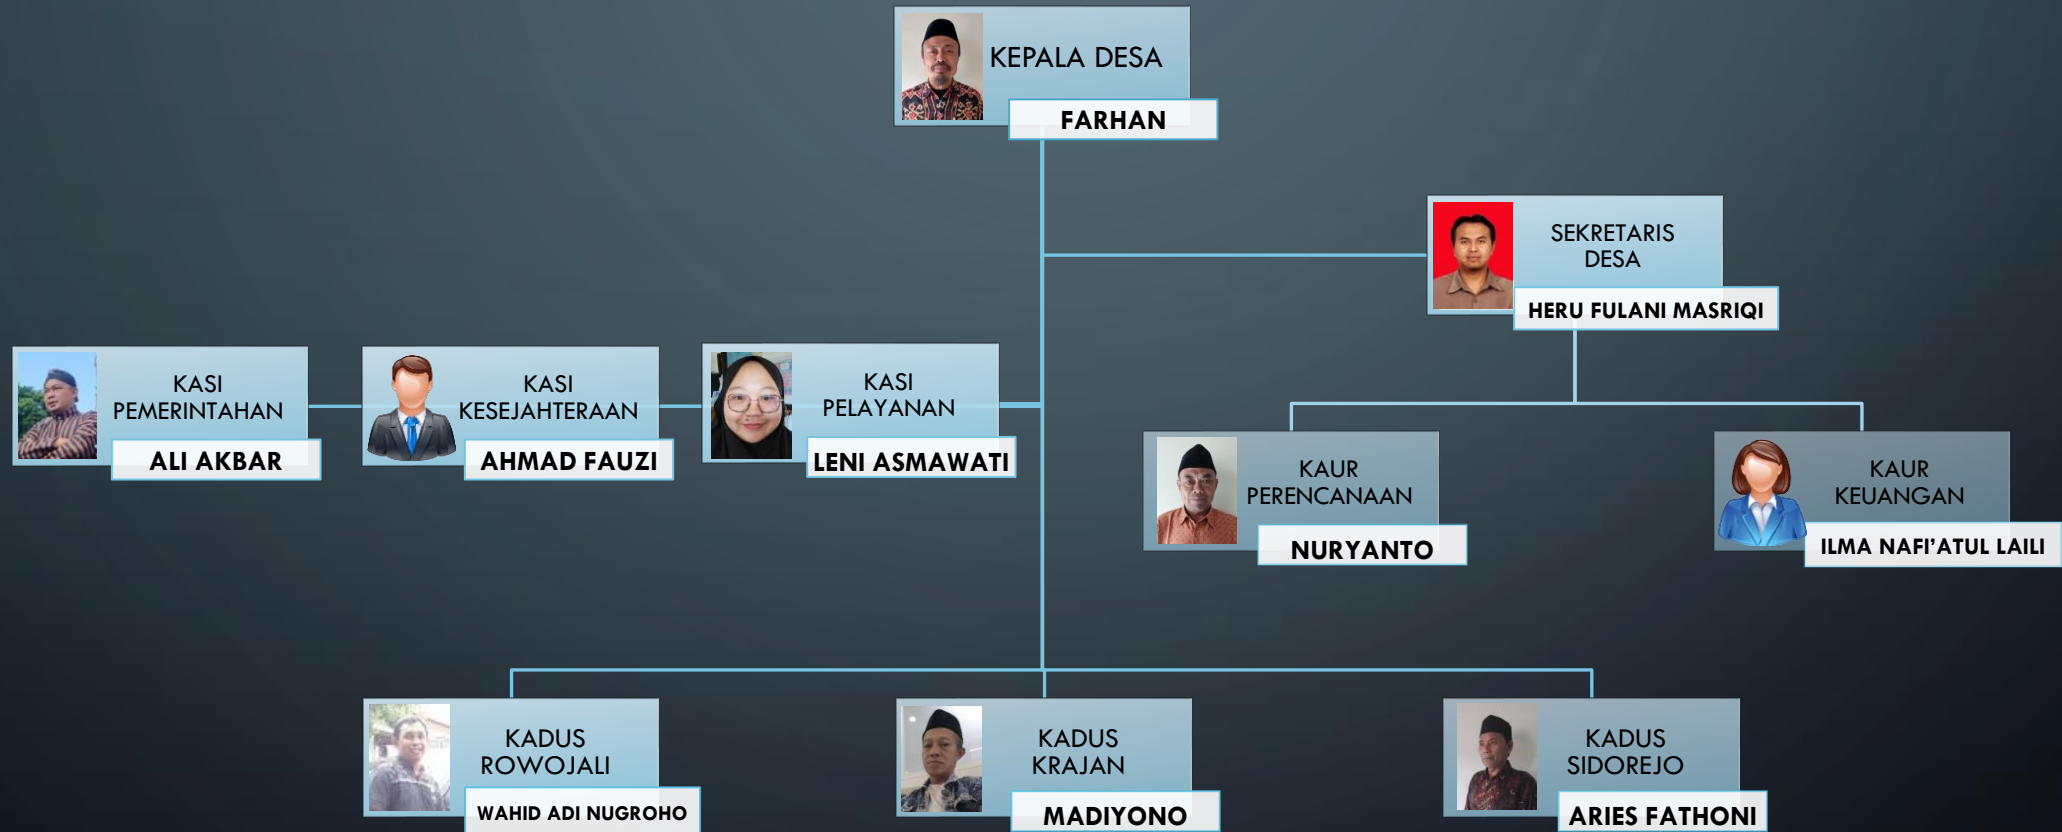 KEPALA DESA
FARHAN
SEKRETARIS
DESA
HERU FULANI MASRIQI
KASI
PEMERINTAHAN
ALI AKBAR
KASI
KESEJAHTERAAN
AHMAD FAUZI
KASI
PELAYANAN
LENI ASMAWATI
KAUR
PERENCANAAN
NURYANTO
KAUR
KEUANGAN
ILMA NAFI’ATUL LAILI
KADUS
ROWOJALI
WAHID ADI NUGROHO
KADUS
KRAJAN
MADIYONO
KADUS
SIDOREJO
ARIES FATHONI